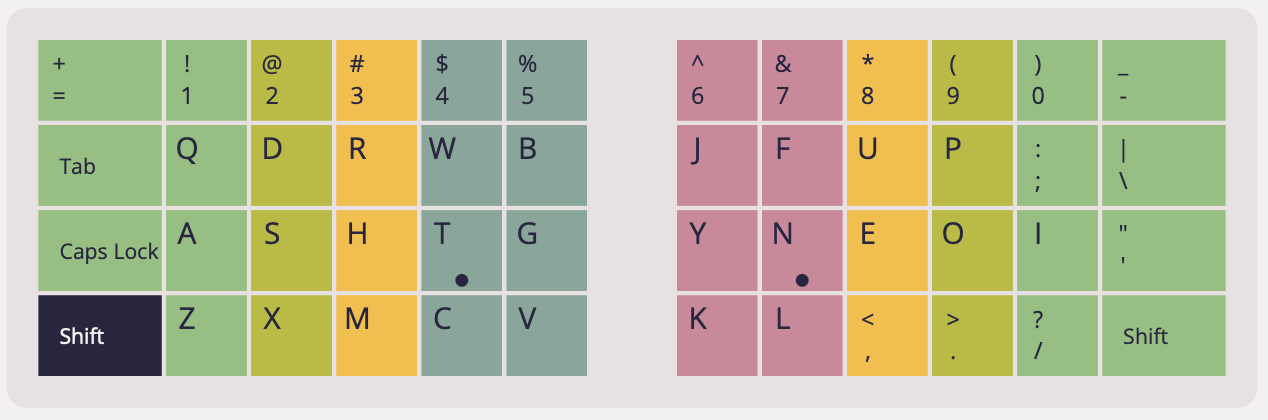 + ! @ # $ % ^ & * ( ) _
= 1 2 3 4 5 6 7 8 9 0 -
Tab Q D R W B J F U P : |
; \
Caps Lock A S H T G Y N E O I "
'
Shift Z X M C V K L < > ? Shift
, . /